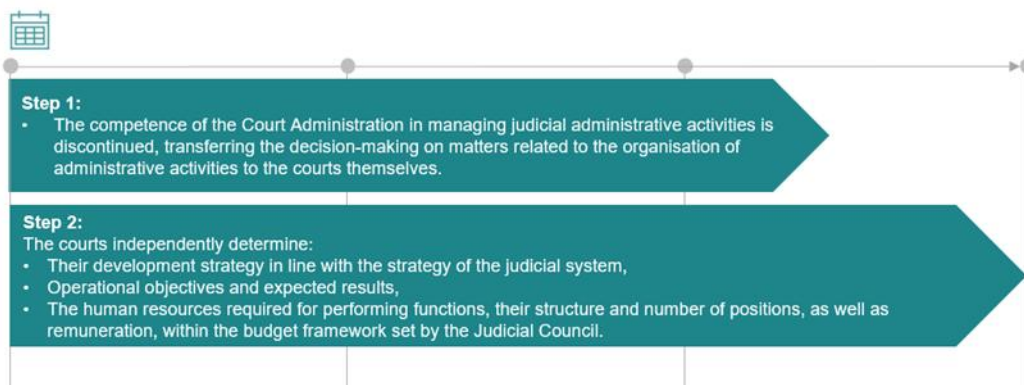 Step 1:
• The competence of the Court Administration in managing judicial administrative activities is
discontinued, transferring the decision-making on matters related to the organisation of
administrative activities to the courts themselves.
Step 2:
The courts independently determine:
• Their development strategy in line with the strategy of the judicial system,
• Operational objectives and expected results,
• The human resources required for performing functions, their structure and number of positions, as well as
remuneration, within the budget framework set by the Judicial Council.